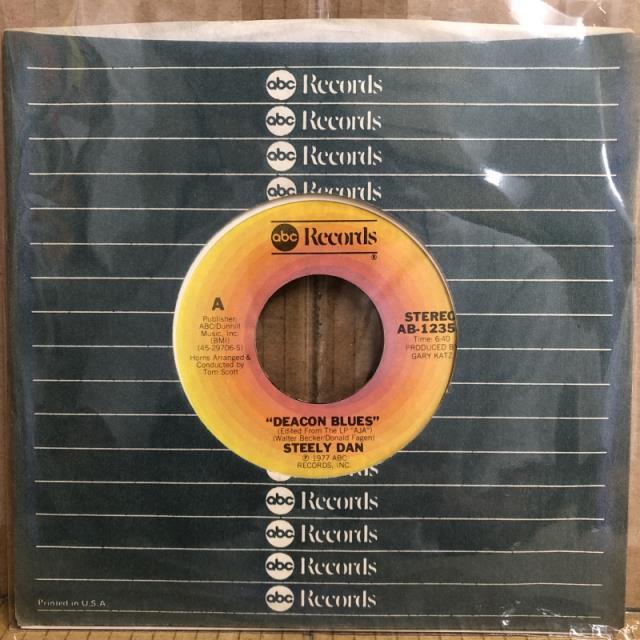 abc Records
abc Records
abc Records
abc Records
abc Records
®
A
Publisher,
ABC/Dunhill
Music, Inc.
(BMI)
(45-29706-S)
Horns Arranged &
Conducted by
Tom Scott
STEREO
AB-1235
Time: 6:40
PRODUCED B
GARY KATZ
"DEACON BLUES"
(Edited From The LP "AJA")
(Walter Becker/Donald Fagen)
STEELY DAN
℗ 1977 ABC
RECORDS, INC.
abc Records
abc Records
abc Records
abc Records
abc Records
Printed in U.S.A.